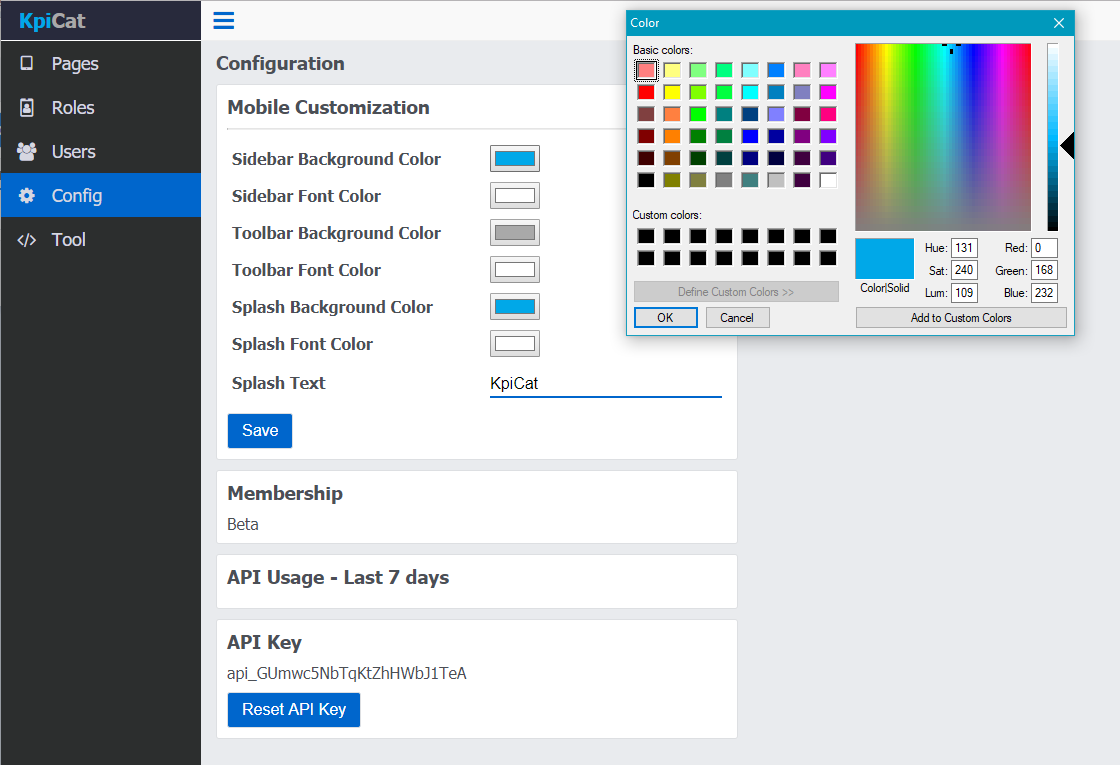 KpiCat
Pages
Roles
Users
Config
Tool
Configuration
Mobile Customization
Sidebar Background Color
Sidebar Font Color
Toolbar Background Color
Toolbar Font Color
Splash Background Color
Splash Font Color
Splash Text KpiCat
Save
Membership
Beta
API Usage - Last 7 days
API Key
api_GUmwc5NbTqKtZhHWbJ1TeA
Reset API Key
Color
Basic colors:
Custom colors:
Define Custom Colors >>
OK Cancel
Color|Solid
Hue: 131 Red: 0
Sat: 240 Green: 168
Lum: 109 Blue: 232
Add to Custom Colors